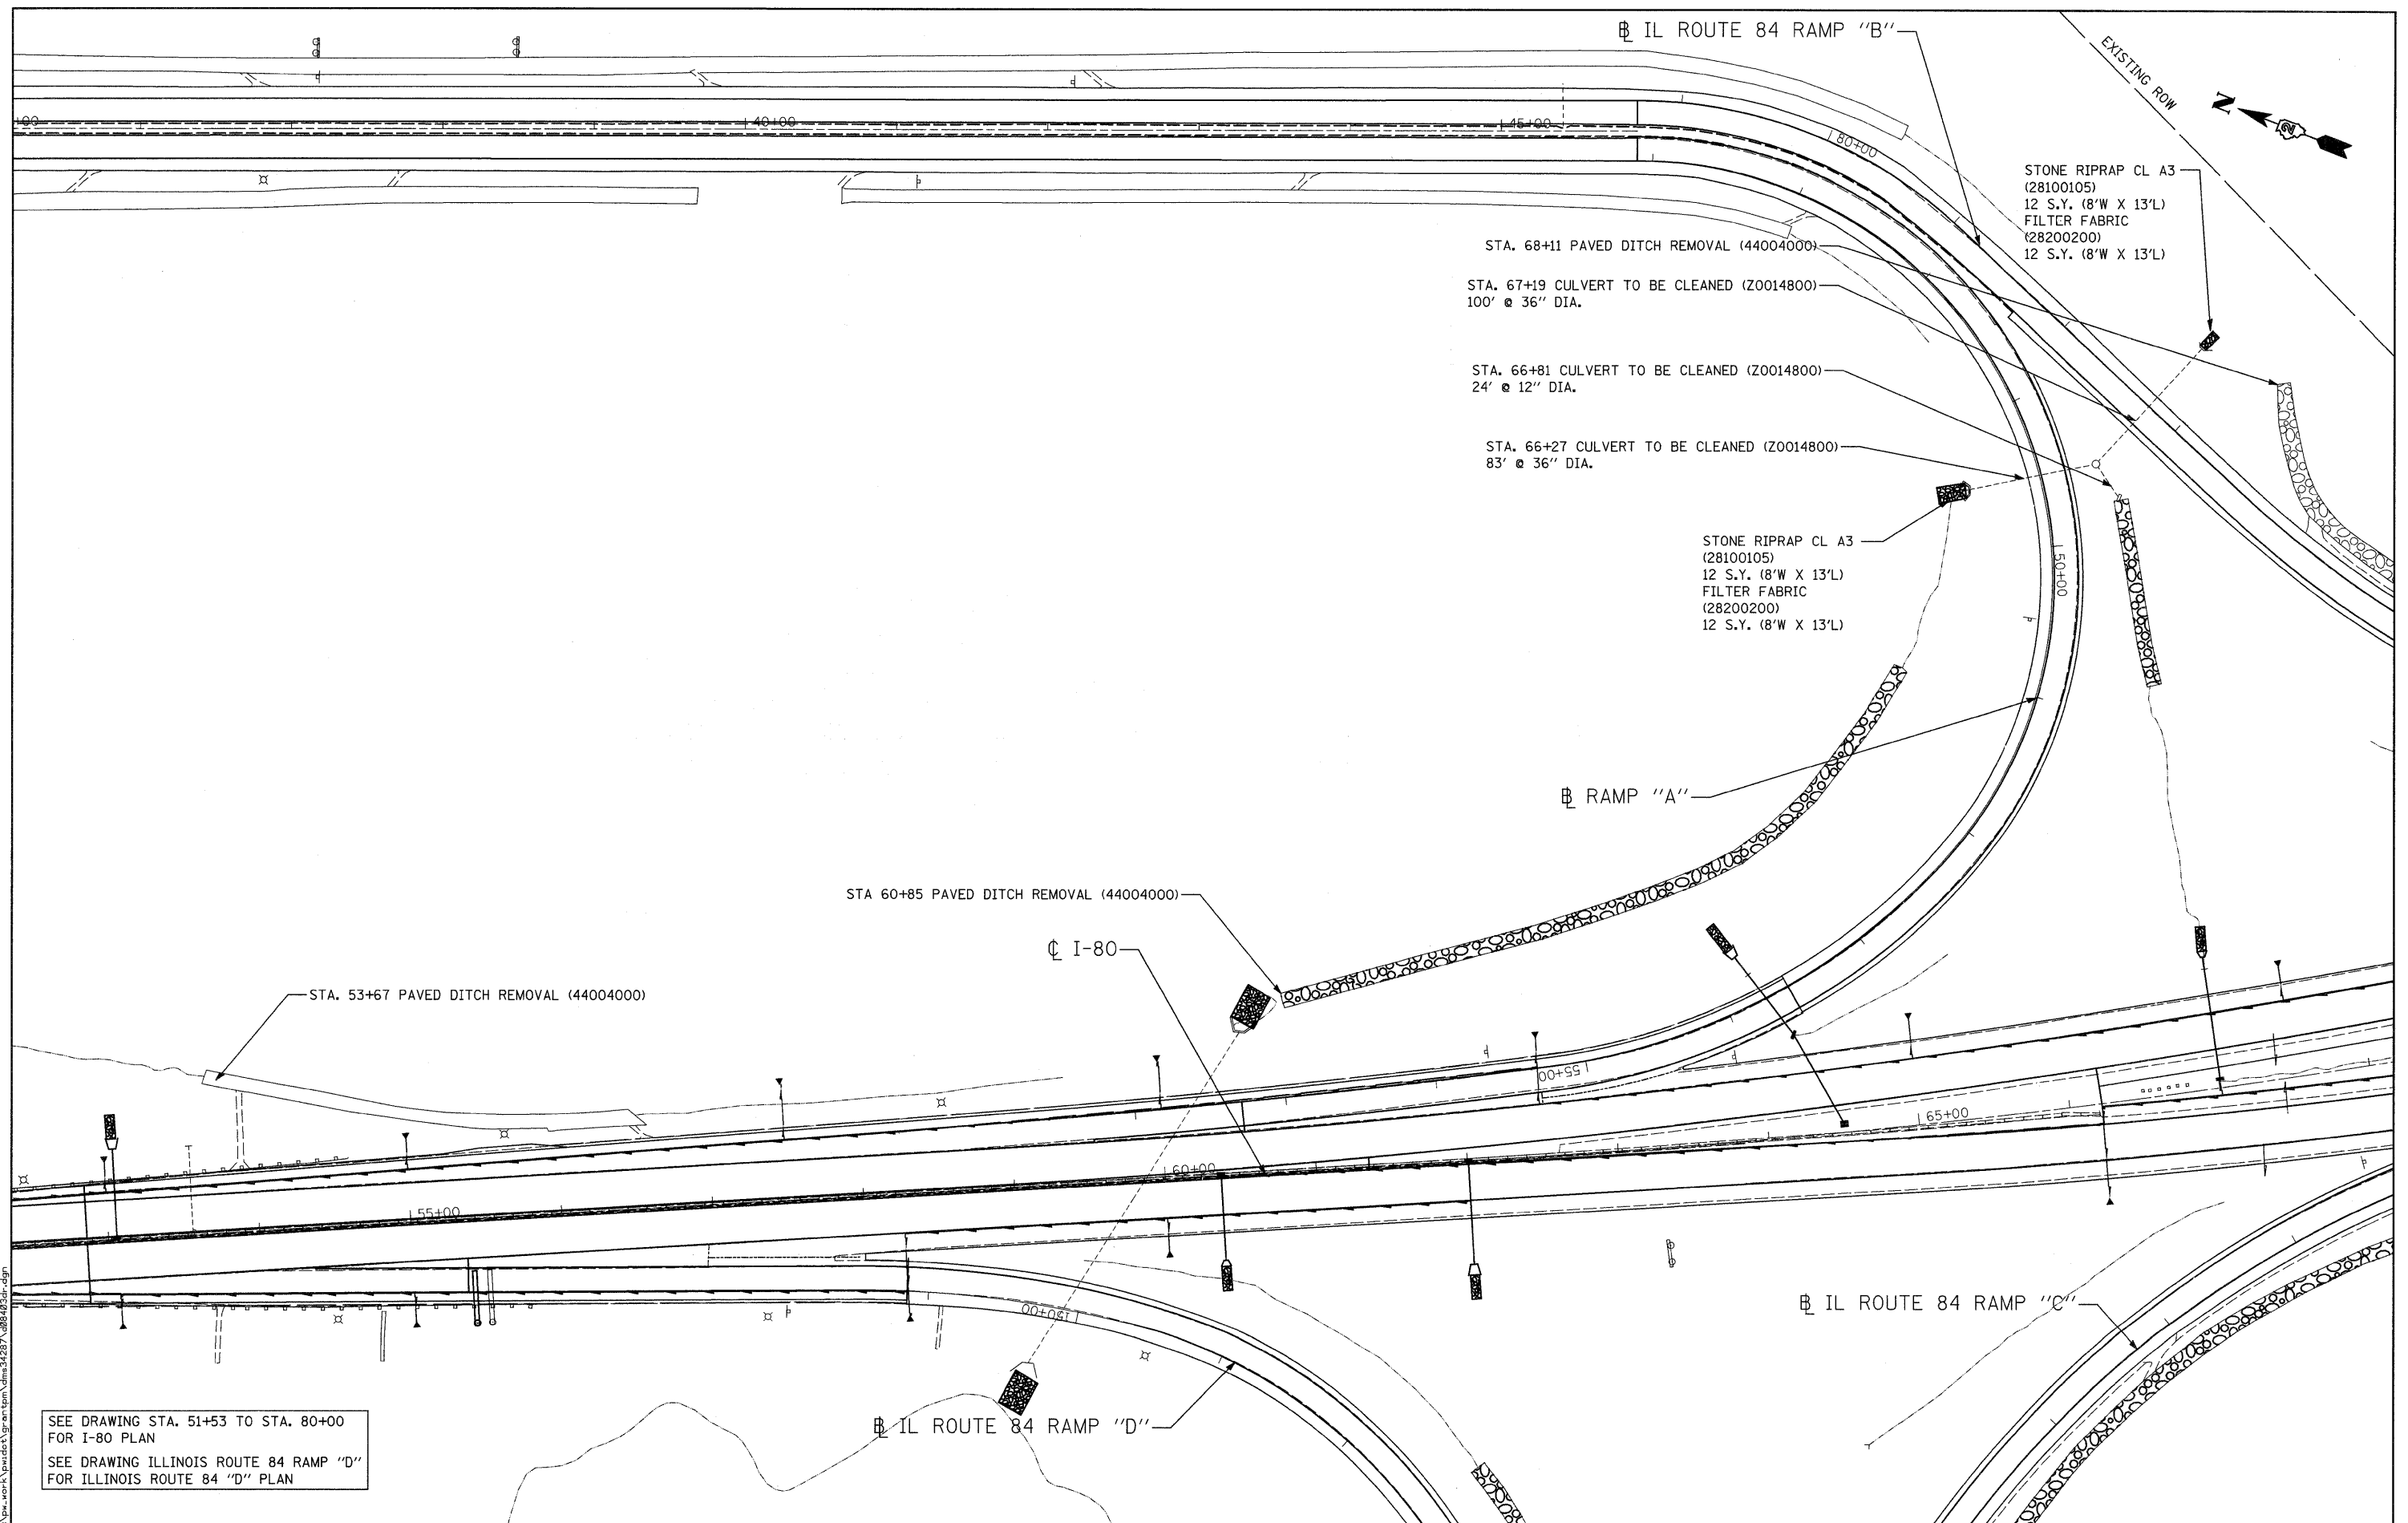 ℄ IL ROUTE 84 RAMP "B"
EXISTING ROW
N
2
+00
40+00
45+00
80+00
STONE RIPRAP CL A3
(28100105)
12 S.Y. (8'W X 13'L)
FILTER FABRIC
(28200200)
12 S.Y. (8'W X 13'L)
STA. 68+11 PAVED DITCH REMOVAL (44004000)
STA. 67+19 CULVERT TO BE CLEANED (Z0014800)
100' @ 36" DIA.
STA. 66+81 CULVERT TO BE CLEANED (Z0014800)
24' @ 12" DIA.
STA. 66+27 CULVERT TO BE CLEANED (Z0014800)
83' @ 36" DIA.
STONE RIPRAP CL A3
(28100105)
12 S.Y. (8'W X 13'L)
FILTER FABRIC
(28200200)
12 S.Y. (8'W X 13'L)
50+00
BL RAMP "A"
STA 60+85 PAVED DITCH REMOVAL (44004000)
℄ I-80
STA. 53+67 PAVED DITCH REMOVAL (44004000)
55+00
65+00
60+00
55+00
150+00
BL IL ROUTE 84 RAMP "C"
BL IL ROUTE 84 RAMP "D"
SEE DRAWING STA. 51+53 TO STA. 80+00
FOR I-80 PLAN
SEE DRAWING ILLINOIS ROUTE 84 RAMP "D"
FOR ILLINOIS ROUTE 84 "D" PLAN